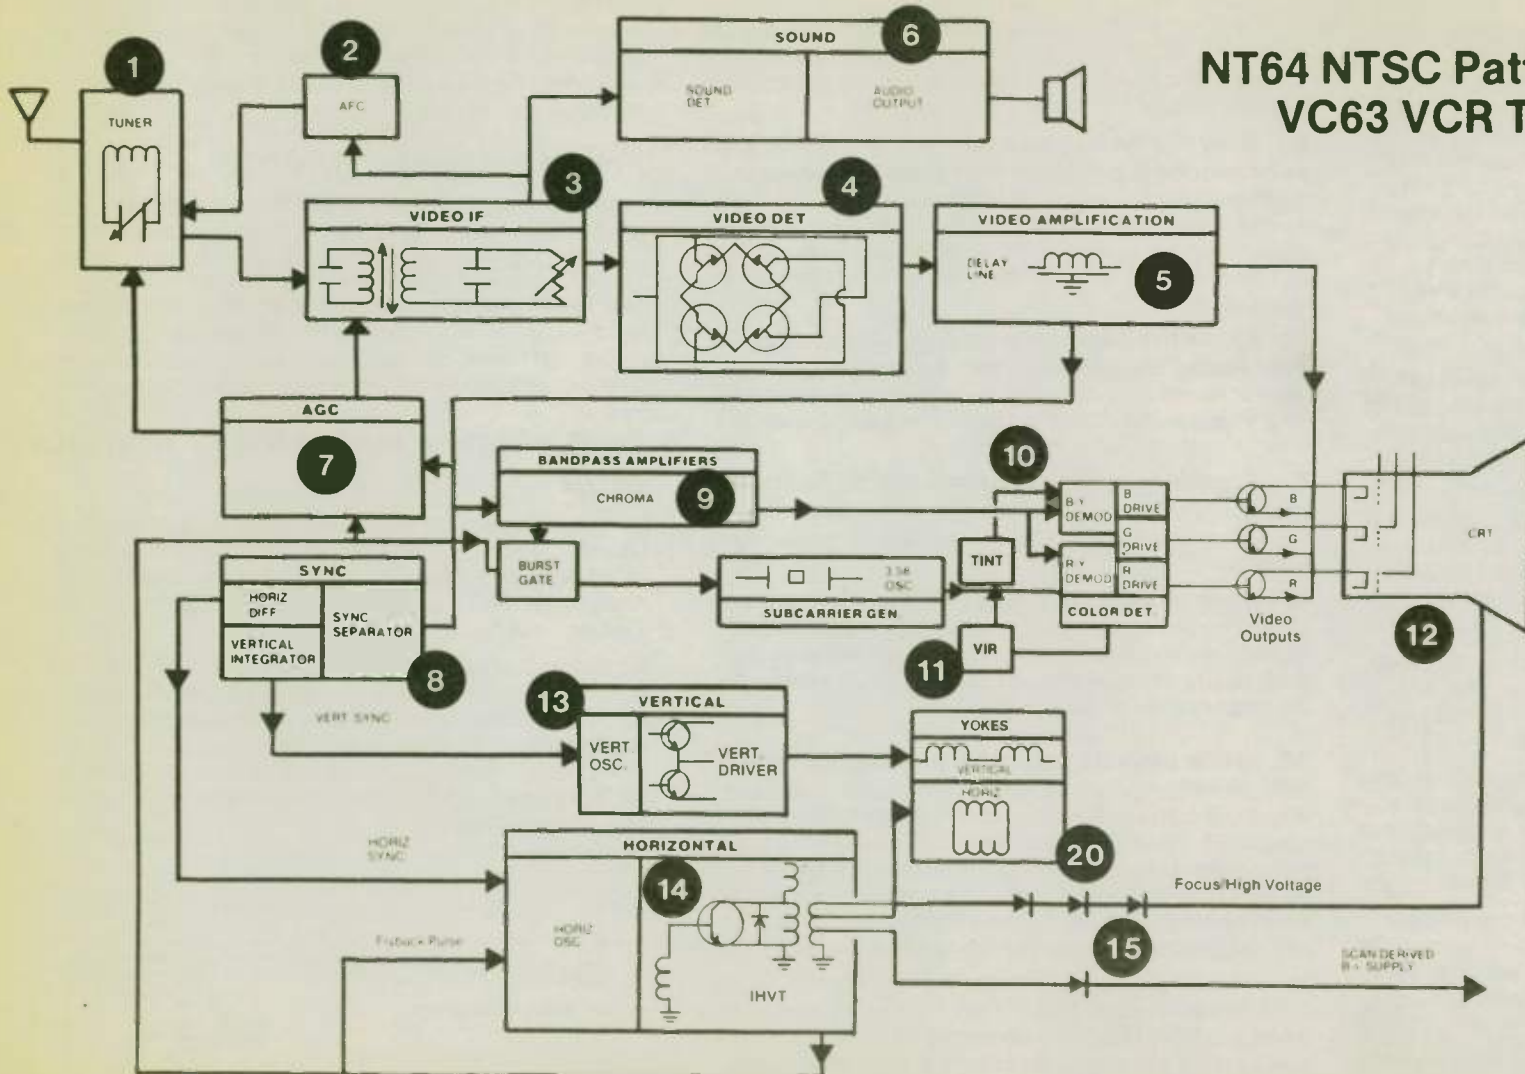 1
2
6
SOUND
SOUND
DET
AUDIO
OUTPUT
NT64 NTSC Patt
VC63 VCR T
TUNER
AFC
3
VIDEO IF
4
VIDEO DET
VIDEO AMPLIFICATION
DELAY
LINE
5
AGC
7
BANDPASS AMPLIFIERS
CHROMA
9
10
B Y
DEMOD
B
DRIVE
G
DRIVE
R Y
DEMOD
R
DRIVE
COLOR DET
B
G
R
Video
Outputs
CRT
12
BURST
GATE
3.58
OSC
SUBCARRIER GEN
TINT
VIR
11
SYNC
HORIZ
DIFF
SYNC
SEPARATOR
VERTICAL
INTEGRATOR
8
VERT SYNC
13
VERTICAL
VERT.
OSC.
VERT.
DRIVER
YOKES
VERTICAL
HORIZ
20
HORIZ
SYNC
HORIZONTAL
14
HORIZ
OSC
IHVT
Flyback Pulse
Focus/High Voltage
15
SCAN DERIVED
B+ SUPPLY